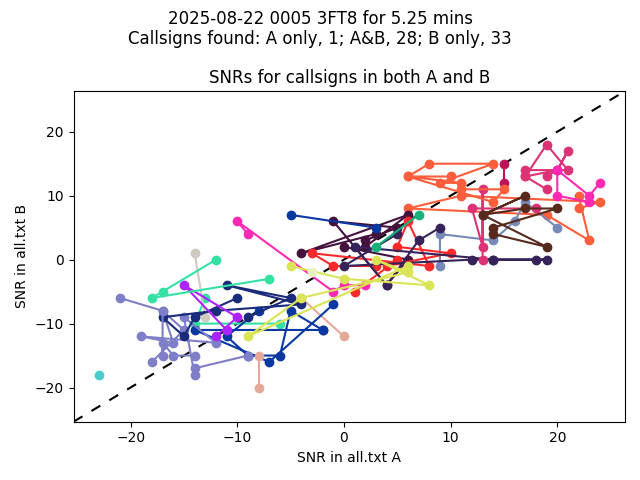 2025-08-22 0005 3FT8 for 5.25 mins
Callsigns found: A only, 1; A&B, 28; B only, 33
SNRs for callsigns in both A and B
20
10
0
−10
−20
SNR in all.txt B
−20
−10
0
10
20
SNR in all.txt A